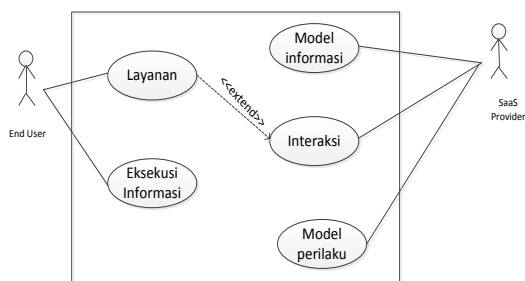 Model
informasi
Layanan
<<extend>>
SaaS
Provider
End User
Interaksi
Eksekusi
Informasi
Model
perilaku